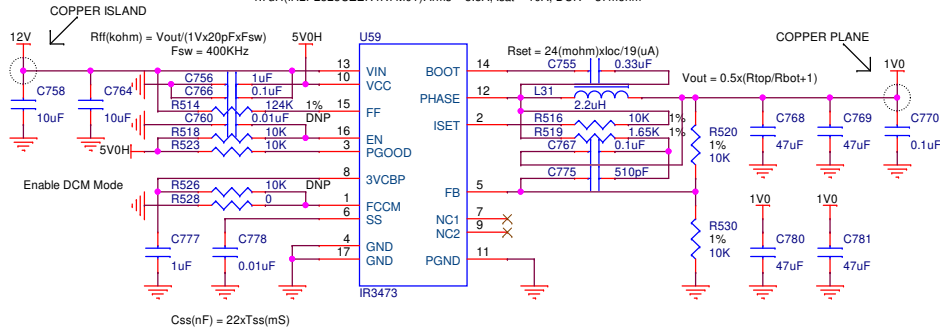 COPPER ISLAND
12V
Rff(kohm) = Vout/(1Vx20pFxFsw)
Fsw = 400KHz
5V0H
U59
Rset = 24(mohm)xIoc/19(uA)
COPPER PLANE
Vout = 0.5x(Rtop/Rbot+1)
1V0
C758
10uF
C764
10uF
C756 1uF
C766 0.1uF
R514 124K 1%
C760 0.01uF DNP
R518 10K
5V0H R523 10K
Enable DCM Mode
R526 10K DNP
R528 0
C777
1uF
C778
0.01uF
13 VIN
10 VCC
15 FF
16 EN
3 PGOOD
8 3VCBP
1 FCCM
6 SS
4 GND
17 GND
BOOT 14
PHASE 12
ISET 2
FB 5
NC1 7
NC2 9
PGND 11
IR3473
C755 0.33uF
L31
2.2uH
R516 10K 1%
R519 1.65K 1%
C767 0.1uF
C775 510pF
R520
1%
10K
R530
1%
10K
C768
47uF
C769
47uF
C770
0.1uF
1V0
C780
47uF
1V0
C781
47uF
Css(nF) = 22xTss(mS)